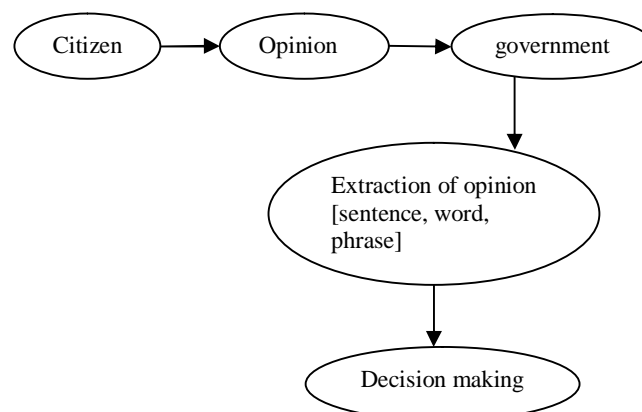 Citizen
Opinion
government
Extraction of opinion
[sentence, word,
phrase]
Decision making